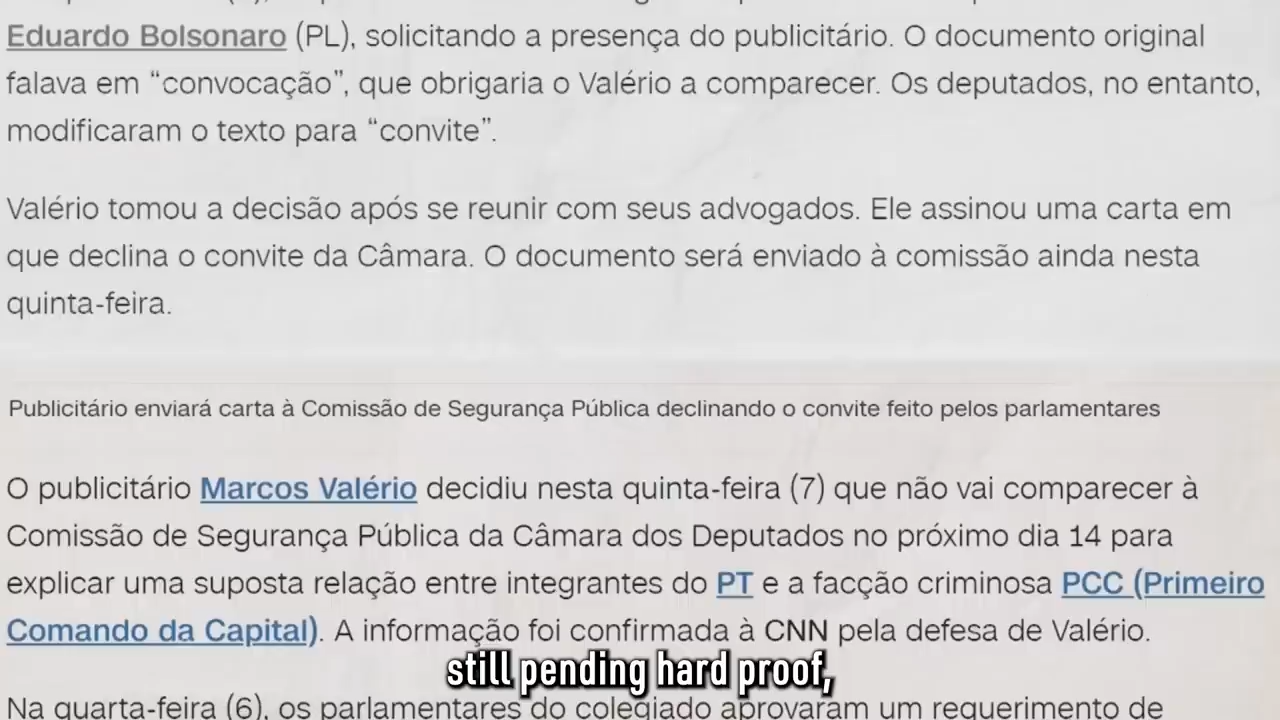 Eduardo Bolsonaro (PL), solicitando a presença do publicitário. O documento original
falava em “convocação”, que obrigaria o Valério a comparecer. Os deputados, no entanto,
modificaram o texto para “convite”.
Valério tomou a decisão após se reunir com seus advogados. Ele assinou uma carta em
que declina o convite da Câmara. O documento será enviado à comissão ainda nesta
quinta-feira.
Publicitário enviará carta à Comissão de Segurança Pública declinando o convite feito pelos parlamentares
O publicitário Marcos Valério decidiu nesta quinta-feira (7) que não vai comparecer à
Comissão de Segurança Pública da Câmara dos Deputados no próximo dia 14 para
explicar uma suposta relação entre integrantes do PT e a facção criminosa PCC (Primeiro
Comando da Capital). A informação foi confirmada à CNN pela defesa de Valério.
still pending hard proof,
Na quarta-feira (6), os parlamentares do colegiado aprovaram um requerimento de